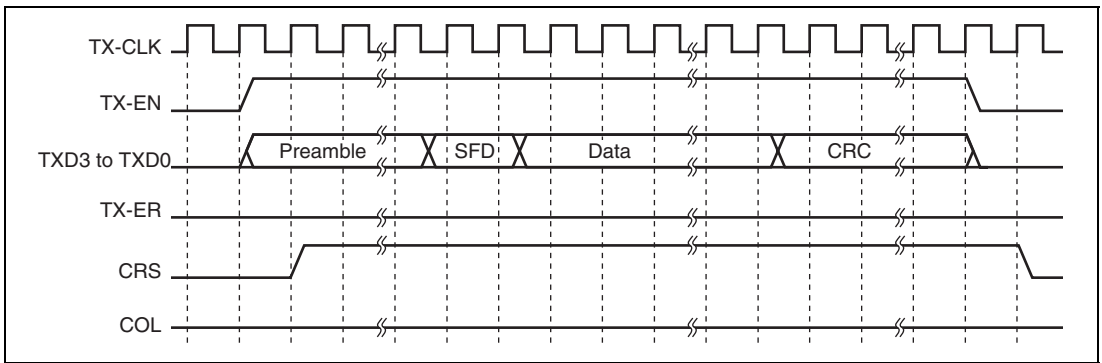 TX-CLK
TX-EN
TXD3 to TXD0
Preamble
SFD
Data
CRC
TX-ER
CRS
COL